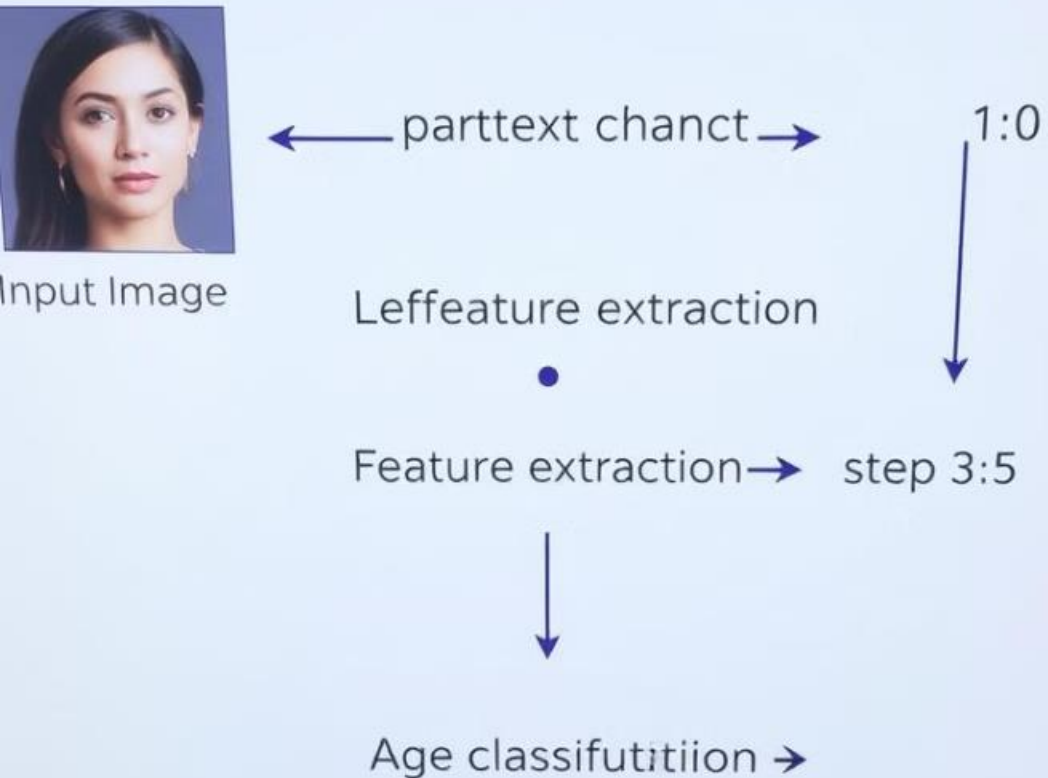 parttext chanct
1:0
Input Image
Leffeature extraction
Feature extraction
step 3:5
Age classifutitiion